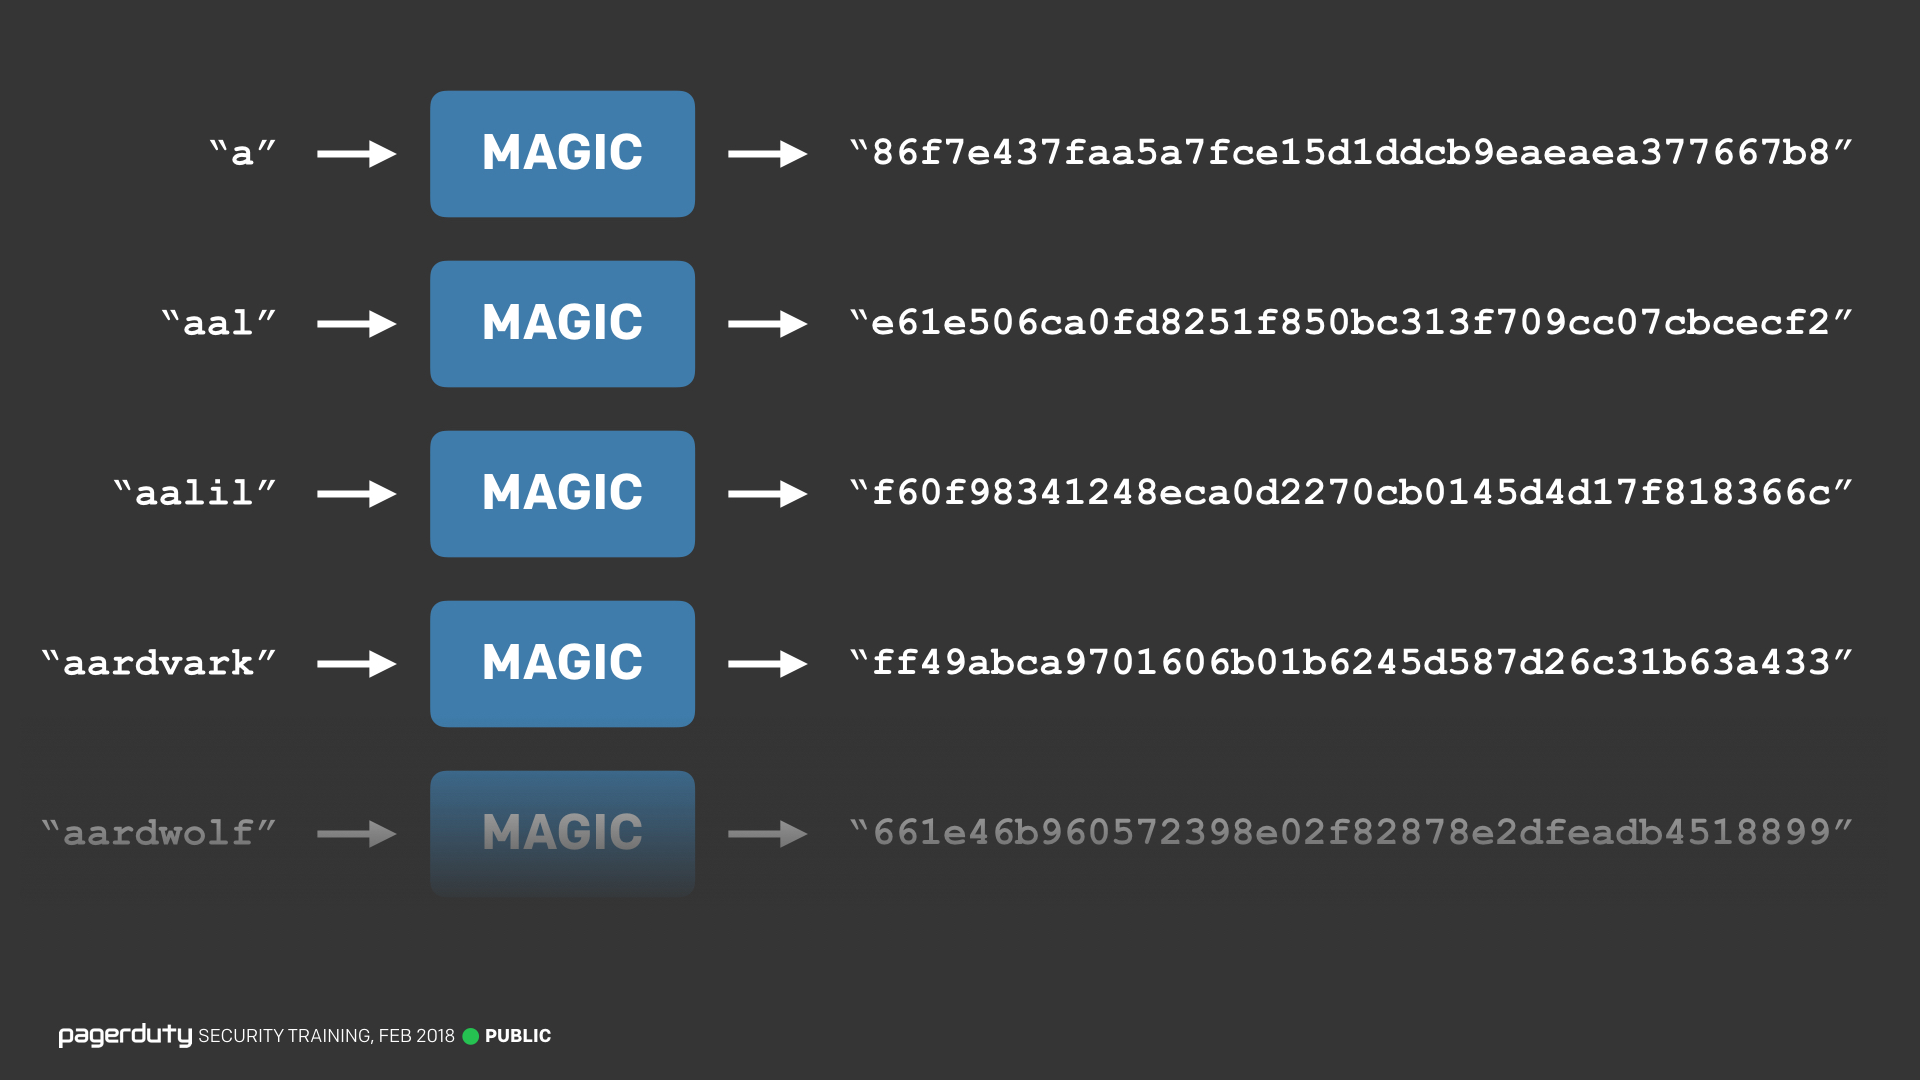 “a” MAGIC “86f7e437faa5a7fce15d1ddcb9eaeaea377667b8”
“aal” MAGIC “e61e506ca0fd8251f850bc313f709cc07cbcecf2”
“aalil” MAGIC “f60f98341248eca0d2270cb0145d4d17f818366c”
“aardvark” MAGIC “ff49abca9701606b01b6245d587d26c31b63a433”
“aardwolf” MAGIC “661e46b960572398e02f82878e2dfeadb4518899”
pagerduty SECURITY TRAINING, FEB 2018 PUBLIC